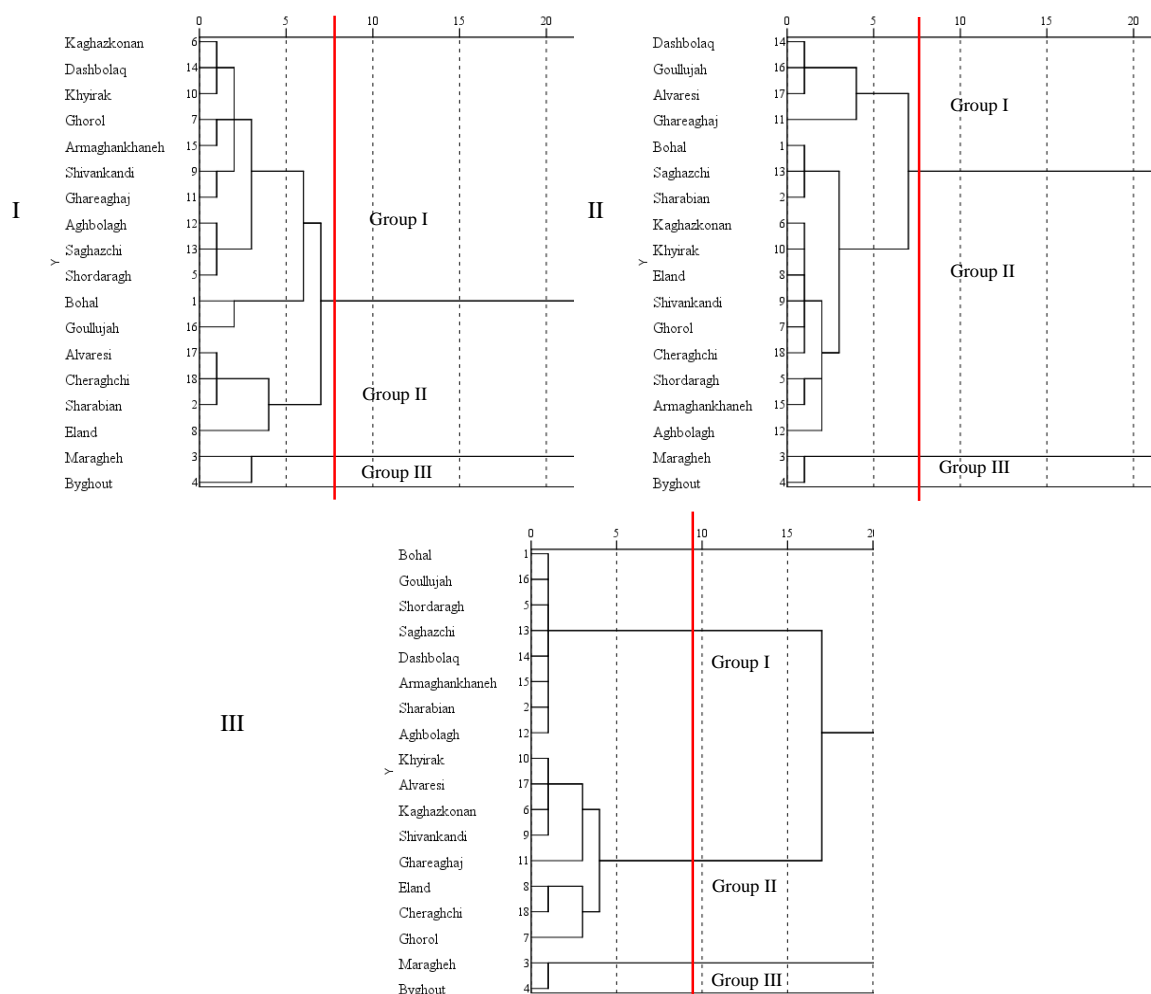 0 5 10 15 20
Kaghazkonan 6
Dashbolaq 14
Khyirak 10
Ghorol 7
Armaghankhaneh 15
Shivankandi 9
Ghareaghaj 11
Aghbolagh 12
Saghazchi 13
Shordaragh 5
Bohal 1
Goullujah 16
Alvaresi 17
Cheraghchi 18
Sharabian 2
Eland 8
Maragheh 3
Byghout 4
Y
I
Group I
Group II
Group III
0 5 10 15 20
Dashbolaq 14
Goullujah 16
Alvaresi 17
Ghareaghaj 11
Bohal 1
Saghazchi 13
Sharabian 2
Kaghazkonan 6
Khyirak 10
Eland 8
Shivankandi 9
Ghorol 7
Cheraghchi 18
Shordaragh 5
Armaghankhaneh 15
Aghbolagh 12
Maragheh 3
Byghout 4
Y
II
Group I
Group II
Group III
0 5 10 15 20
Bohal 1
Goullujah 16
Shordaragh 5
Saghazchi 13
Dashbolaq 14
Armaghankhaneh 15
Sharabian 2
Aghbolagh 12
Khyirak 10
Alvaresi 17
Kaghazkonan 6
Shivankandi 9
Ghareaghaj 11
Eland 8
Cheraghchi 18
Ghorol 7
Maragheh 3
Byghout 4
Y
III
Group I
Group II
Group III